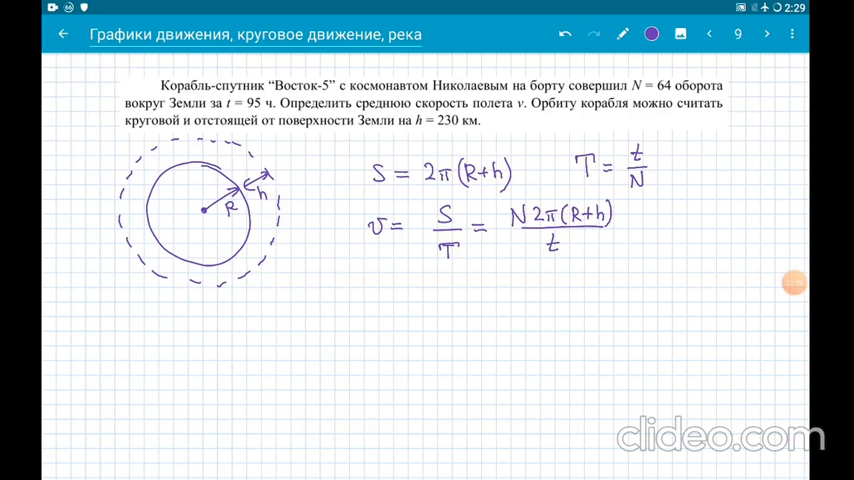 66 2:29
Графики движения, круговое движение, река 9
Корабль-спутник “Восток-5” с космонавтом Николаевым на борту совершил N = 64 оборота
вокруг Земли за t = 95 ч. Определить среднюю скорость полета v. Орбиту корабля можно считать
круговой и отстоящей от поверхности Земли на h = 230 км.
S = 2π(R+h) T = t/N
v = S/T = N2π(R+h)/t
R h
clideo.com